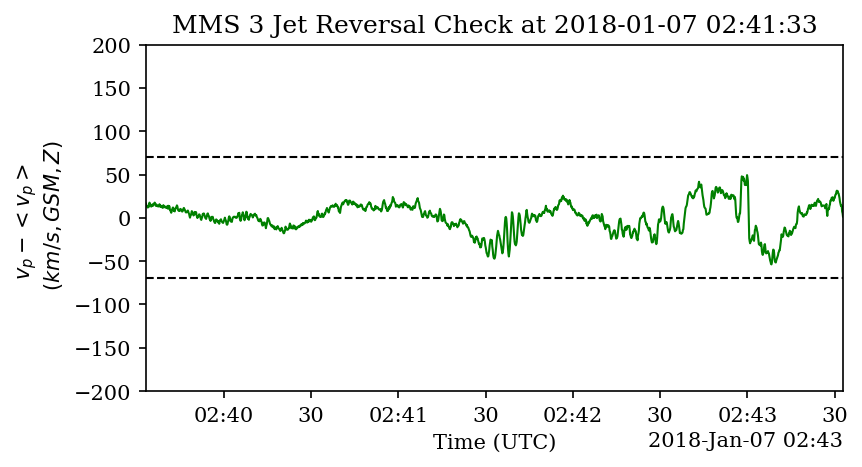 MMS 3 Jet Reversal Check at 2018-01-07 02:41:33
v_p − < v_p >
(km/s, GSM, Z)
200
150
100
50
0
−50
−100
−150
−200
02:40 30 02:41 30 02:42 30 02:43 30
Time (UTC)
2018-Jan-07 02:43